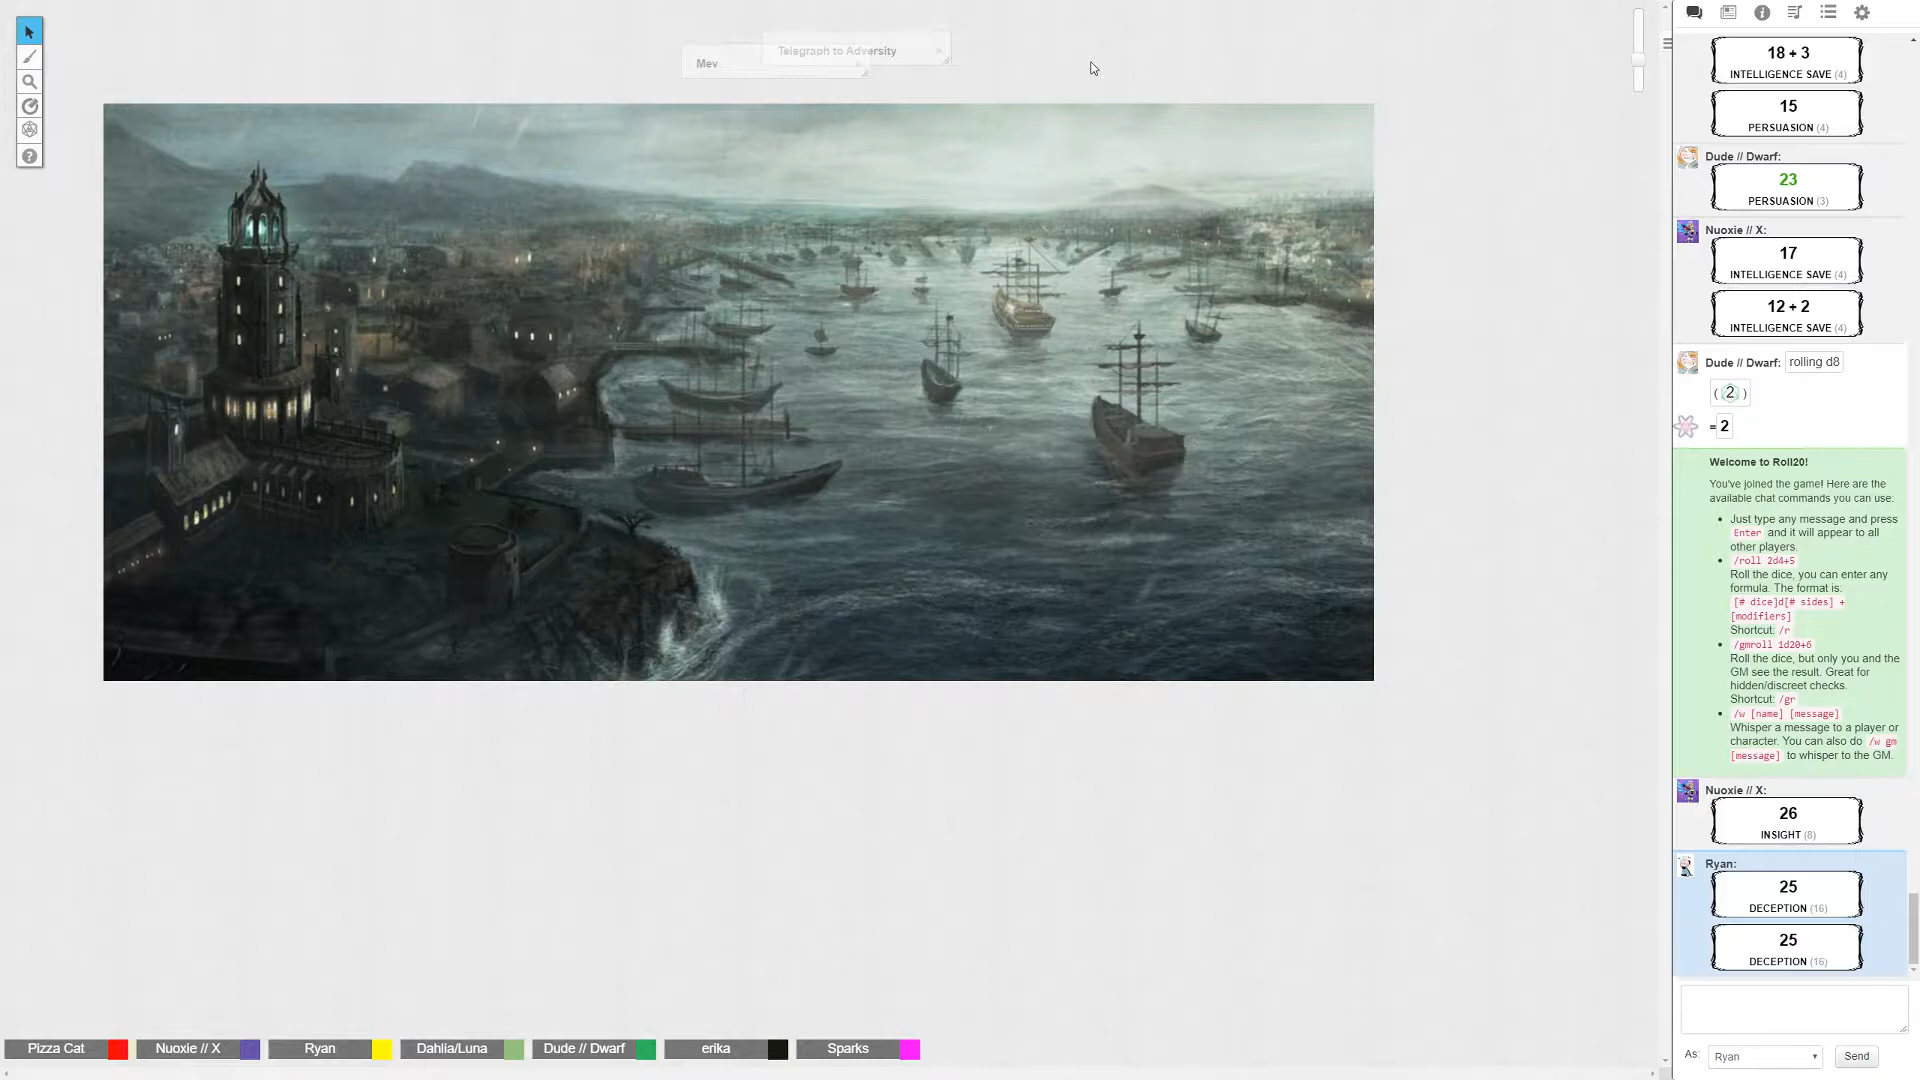 Telegraph to Adversity
Mev
18 + 3
INTELLIGENCE SAVE (4)
15
PERSUASION (4)
Dude // Dwarf:
23
PERSUASION (3)
Nuoxie // X:
17
INTELLIGENCE SAVE (4)
12 + 2
INTELLIGENCE SAVE (4)
Dude // Dwarf: rolling d8
( 2 )
= 2
Welcome to Roll20!
You've joined the game! Here are the
available chat commands you can use:
• Just type any message and press
Enter and it will appear to all
other players.
• /roll 2d4+5
Roll the dice, you can enter any
formula. The format is:
[# dice]d[# sides] +
[modifiers]
Shortcut: /r
• /gmroll 1d20+6
Roll the dice, but only you and the
GM see the result. Great for
hidden/discreet checks.
Shortcut: /gr
• /w [name] [message]
Whisper a message to a player or
character. You can also do /w gm
[message] to whisper to the GM.
Nuoxie // X:
26
INSIGHT (8)
Ryan:
25
DECEPTION (16)
25
DECEPTION (16)
As: Ryan Send
Pizza Cat Nuoxie // X Ryan Dahlia/Luna Dude // Dwarf erika Sparks